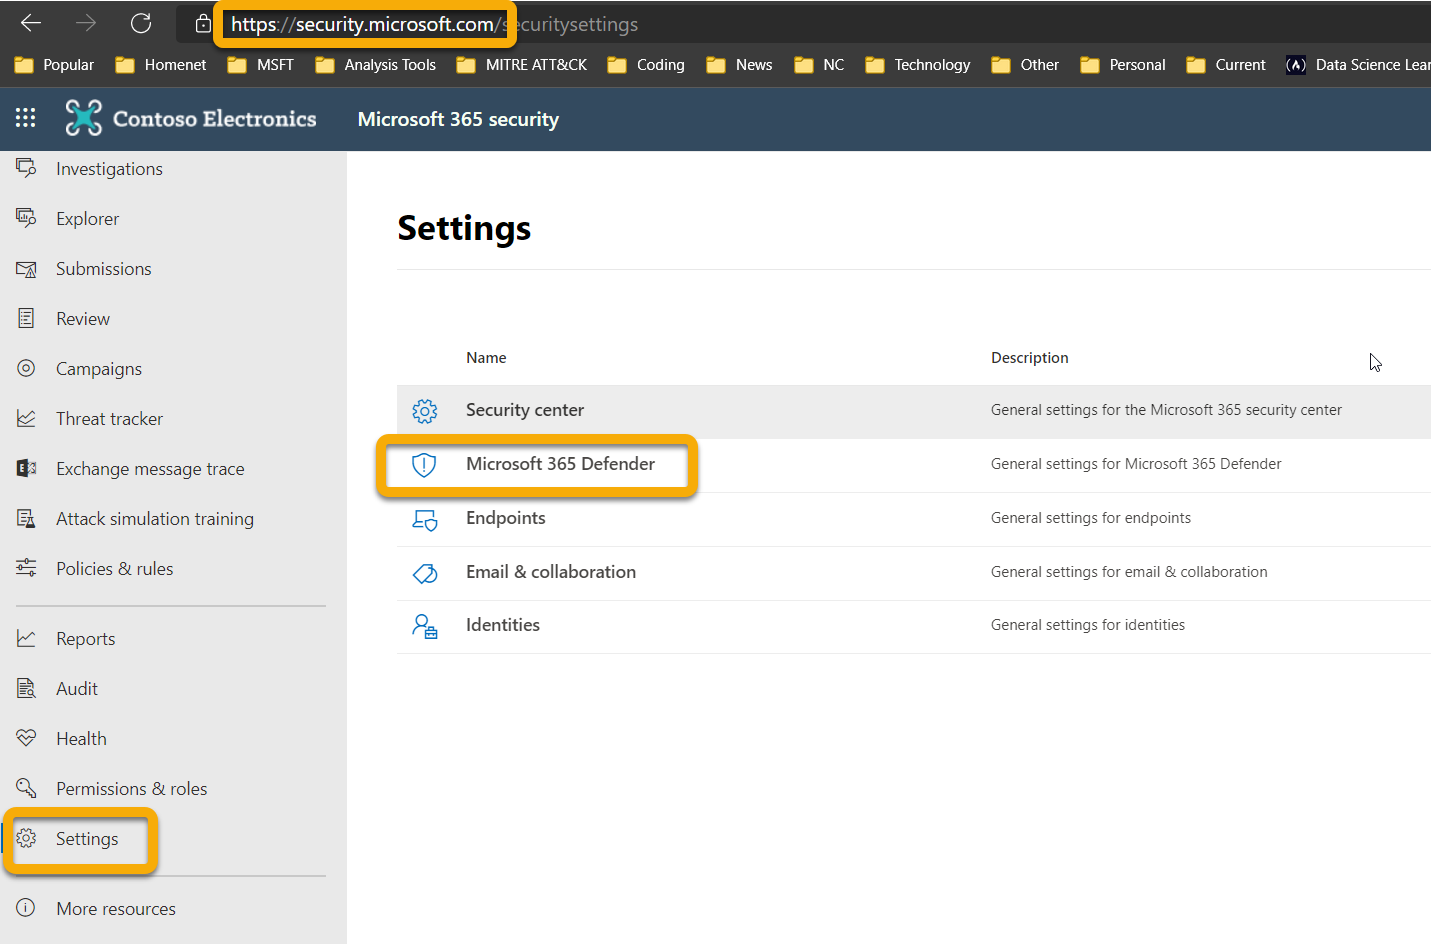 https://security.microsoft.com/securitysettings
Popular Homenet MSFT Analysis Tools MITRE ATT&CK Coding News NC Technology Other Personal Current Data Science Lear
Contoso Electronics Microsoft 365 security
Investigations
Explorer
Submissions
Review
Campaigns
Threat tracker
Exchange message trace
Attack simulation training
Policies & rules
Reports
Audit
Health
Permissions & roles
Settings
More resources
Settings
Name Description
Security center General settings for the Microsoft 365 security center
Microsoft 365 Defender General settings for Microsoft 365 Defender
Endpoints General settings for endpoints
Email & collaboration General settings for email & collaboration
Identities General settings for identities